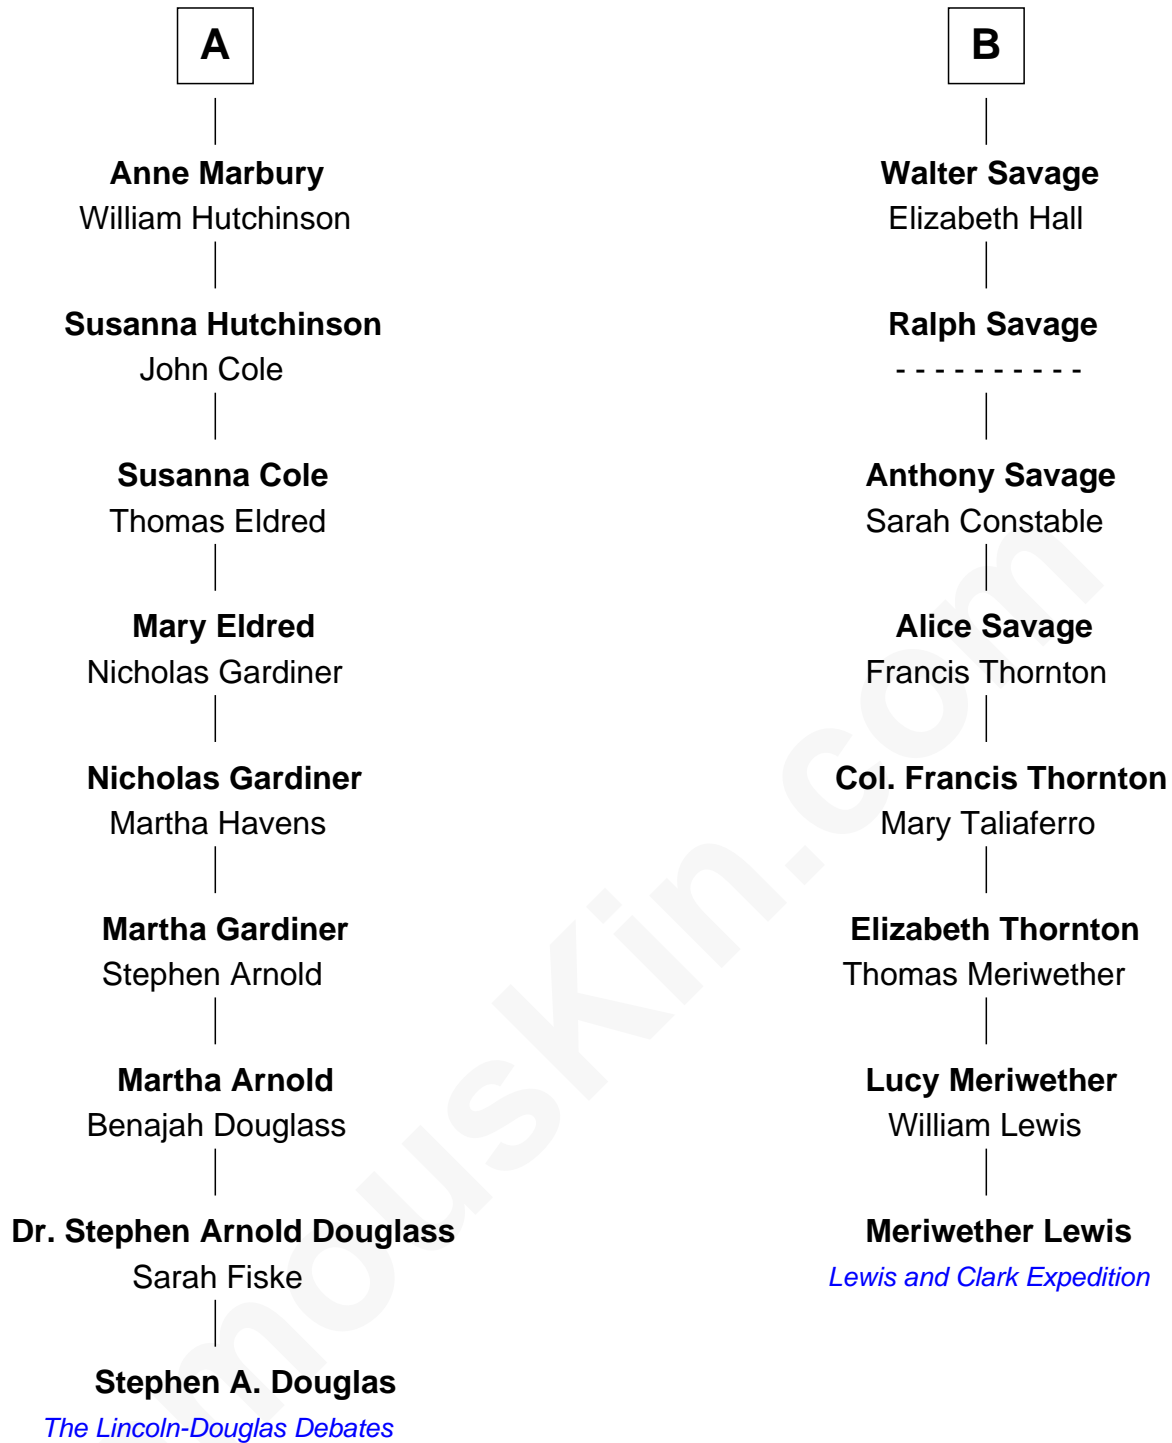 A
Anne Marbury
William Hutchinson
Susanna Hutchinson
John Cole
Susanna Cole
Thomas Eldred
Mary Eldred
Nicholas Gardiner
Nicholas Gardiner
Martha Havens
Martha Gardiner
Stephen Arnold
Martha Arnold
Benajah Douglass
Dr. Stephen Arnold Douglass
Sarah Fiske
Stephen A. Douglas
The Lincoln-Douglas Debates
B
Walter Savage
Elizabeth Hall
Ralph Savage
- - - - - - - - - -
Anthony Savage
Sarah Constable
Alice Savage
Francis Thornton
Col. Francis Thornton
Mary Taliaferro
Elizabeth Thornton
Thomas Meriwether
Lucy Meriwether
William Lewis
Meriwether Lewis
Lewis and Clark Expedition
mousKin.com